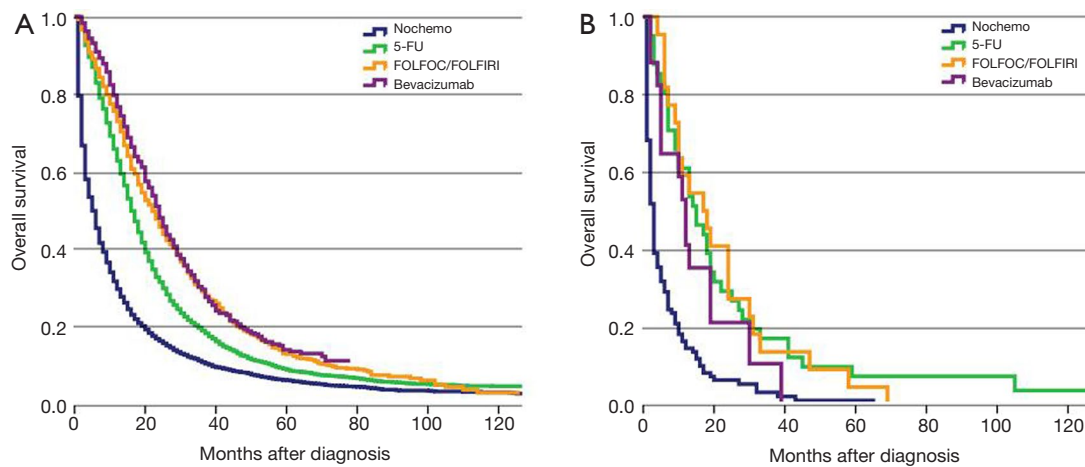 A
1.0
0.8
0.6
0.4
0.2
0.0
Overall survival
0 20 40 60 80 100 120
Months after diagnosis
Nochemo
5-FU
FOLFOC/FOLFIRI
Bevacizumab
B
1.0
0.8
0.6
0.4
0.2
0.0
Overall survival
0 20 40 60 80 100 120
Months after diagnosis
Nochemo
5-FU
FOLFOC/FOLFIRI
Bevacizumab